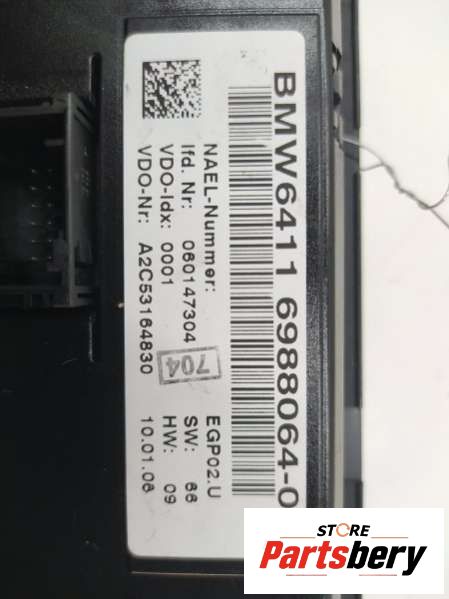 BMW6411 6988064-0
NAEL-Nummer: EGP02.U
lfd. Nr: 060147304 SW: 66
VDO-Idx: 0001 704 HW: 09
VDO-Nr: A2C53164830 10.01.06
STORE
Partsbery